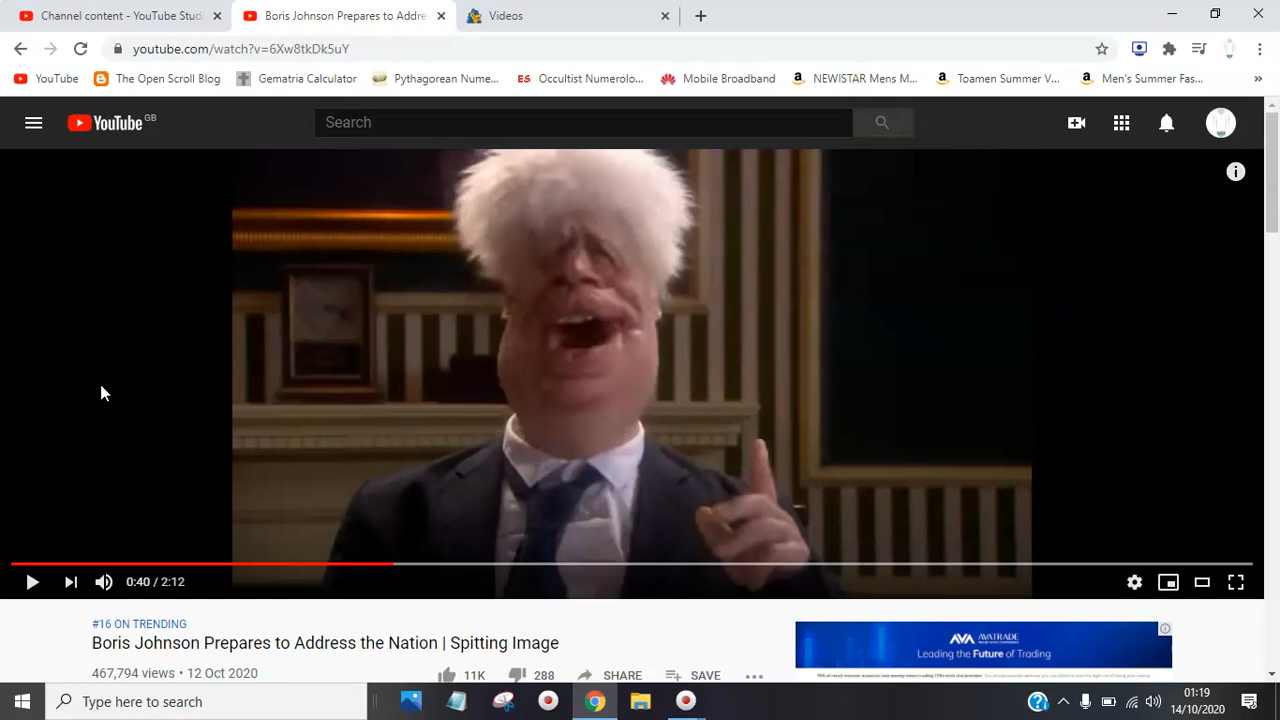 Channel content - YouTube Studi
Boris Johnson Prepares to Addre
Videos
youtube.com/watch?v=6Xw8tkDk5uY
YouTube
The Open Scroll Blog
Gematria Calculator
Pythagorean Nume...
ES
Occultist Numerolo...
Mobile Broadband
NEWISTAR Mens M...
Toamen Summer V...
Men's Summer Fas...
YouTube GB
Search
0:40 / 2:12
#16 ON TRENDING
Boris Johnson Prepares to Address the Nation | Spitting Image
467,794 views • 12 Oct 2020
11K
288
SHARE
SAVE
AVATRADE
Leading the Future of Trading
Type here to search
01:19
14/10/2020